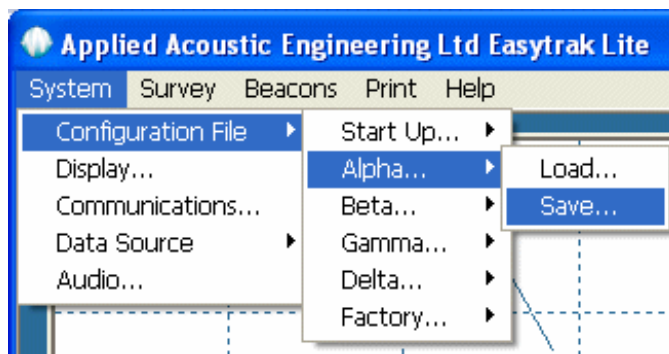 Applied Acoustic Engineering Ltd Easytrak Lite
System Survey Beacons Print Help
Configuration File
Display...
Communications...
Data Source
Audio...
Start Up...
Alpha...
Beta...
Gamma...
Delta...
Factory...
Load...
Save...